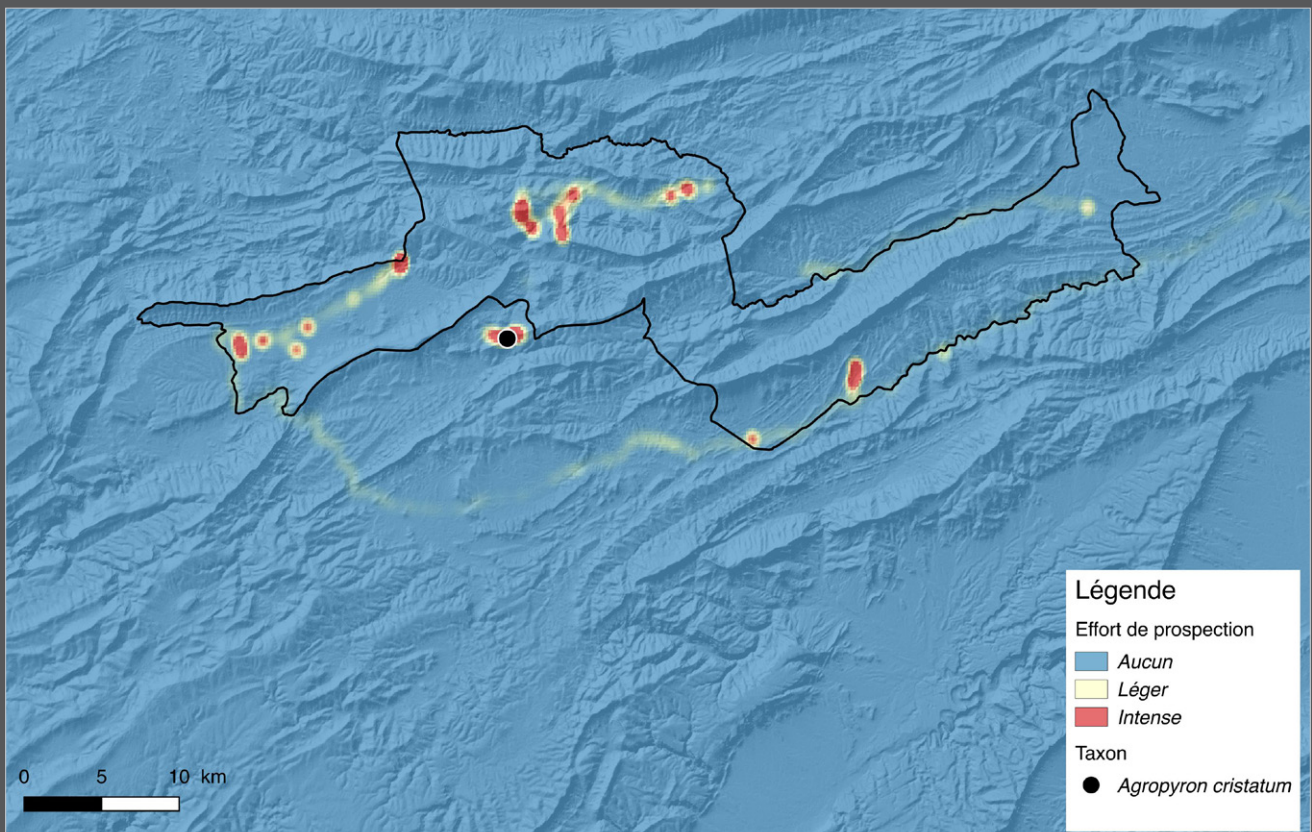 Légende
Effort de prospection
Aucun
Léger
Intense
Taxon
Agropyron cristatum
0 5 10 km